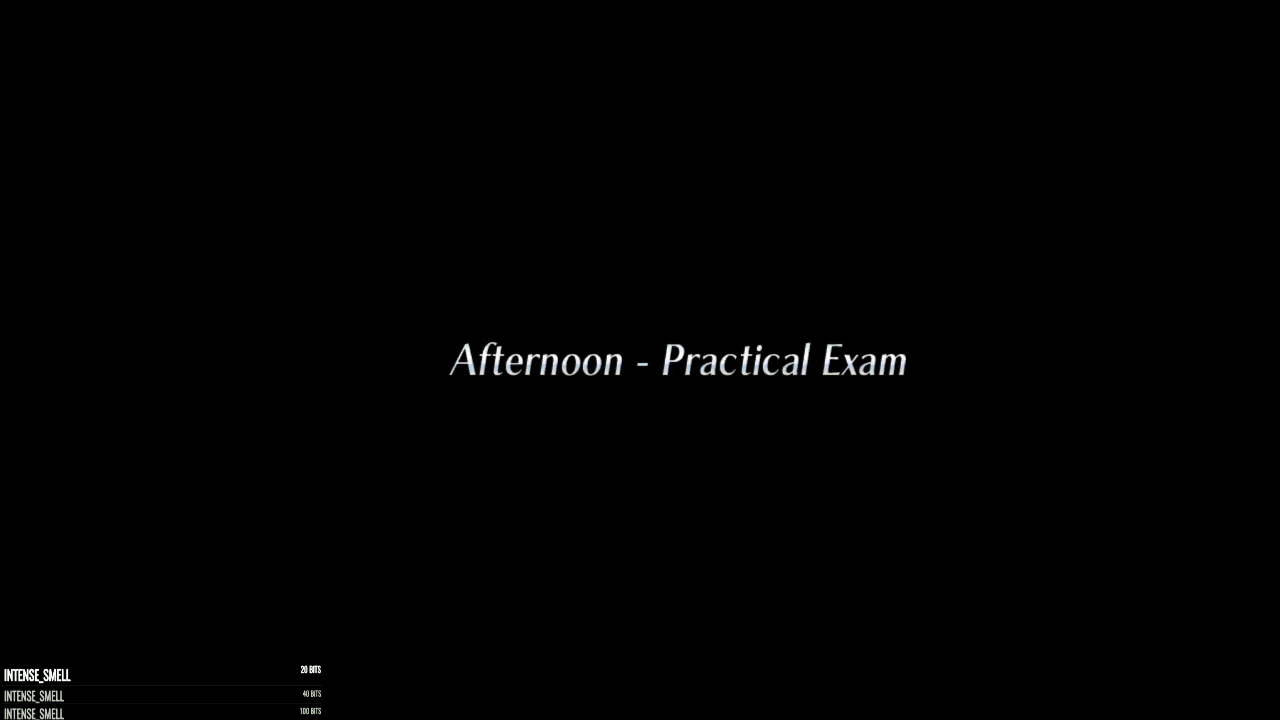 Afternoon - Practical Exam
INTENSE_SMELL 20 BITS
INTENSE_SMELL 40 BITS
INTENSE_SMELL 100 BITS